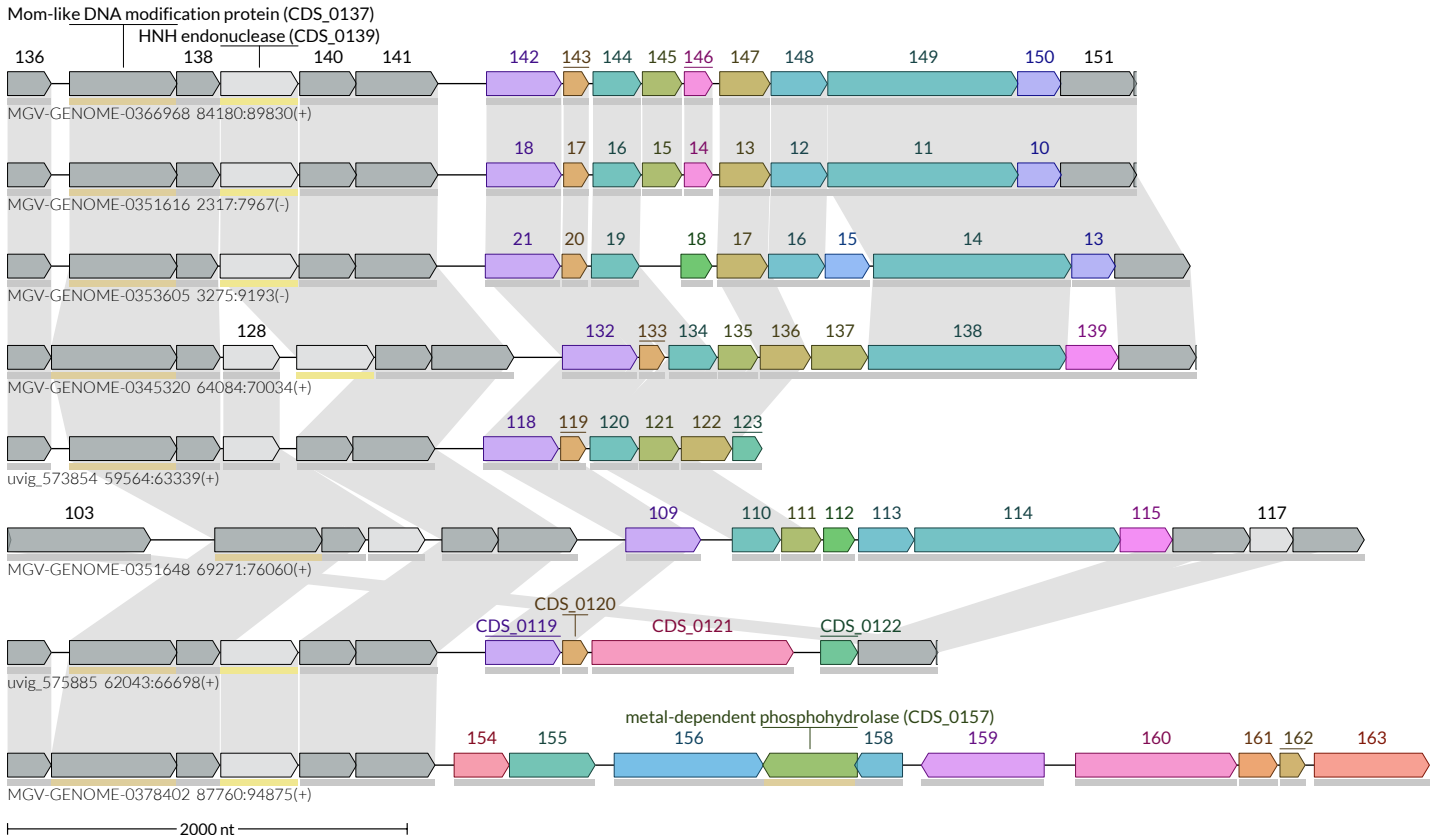 Mom-like DNA modification protein (CDS_0137)
HNH endonuclease (CDS_0139)
136 138 140 141 142 143 144 145 146 147 148 149 150 151
MGV-GENOME-0366968 84180:89830(+)
18 17 16 15 14 13 12 11 10
MGV-GENOME-0351616 2317:7967(-)
21 20 19 18 17 16 15 14 13
MGV-GENOME-0353605 3275:9193(-)
128 132 133 134 135 136 137 138 139
MGV-GENOME-0345320 64084:70034(+)
118 119 120 121 122 123
uvig_573854 59564:63339(+)
103 109 110 111 112 113 114 115 117
MGV-GENOME-0351648 69271:76060(+)
CDS_0120
CDS_0119 CDS_0121 CDS_0122
uvig_575885 62043:66698(+)
metal-dependent phosphohydrolase (CDS_0157)
154 155 156 158 159 160 161 162 163
MGV-GENOME-0378402 87760:94875(+)
2000 nt